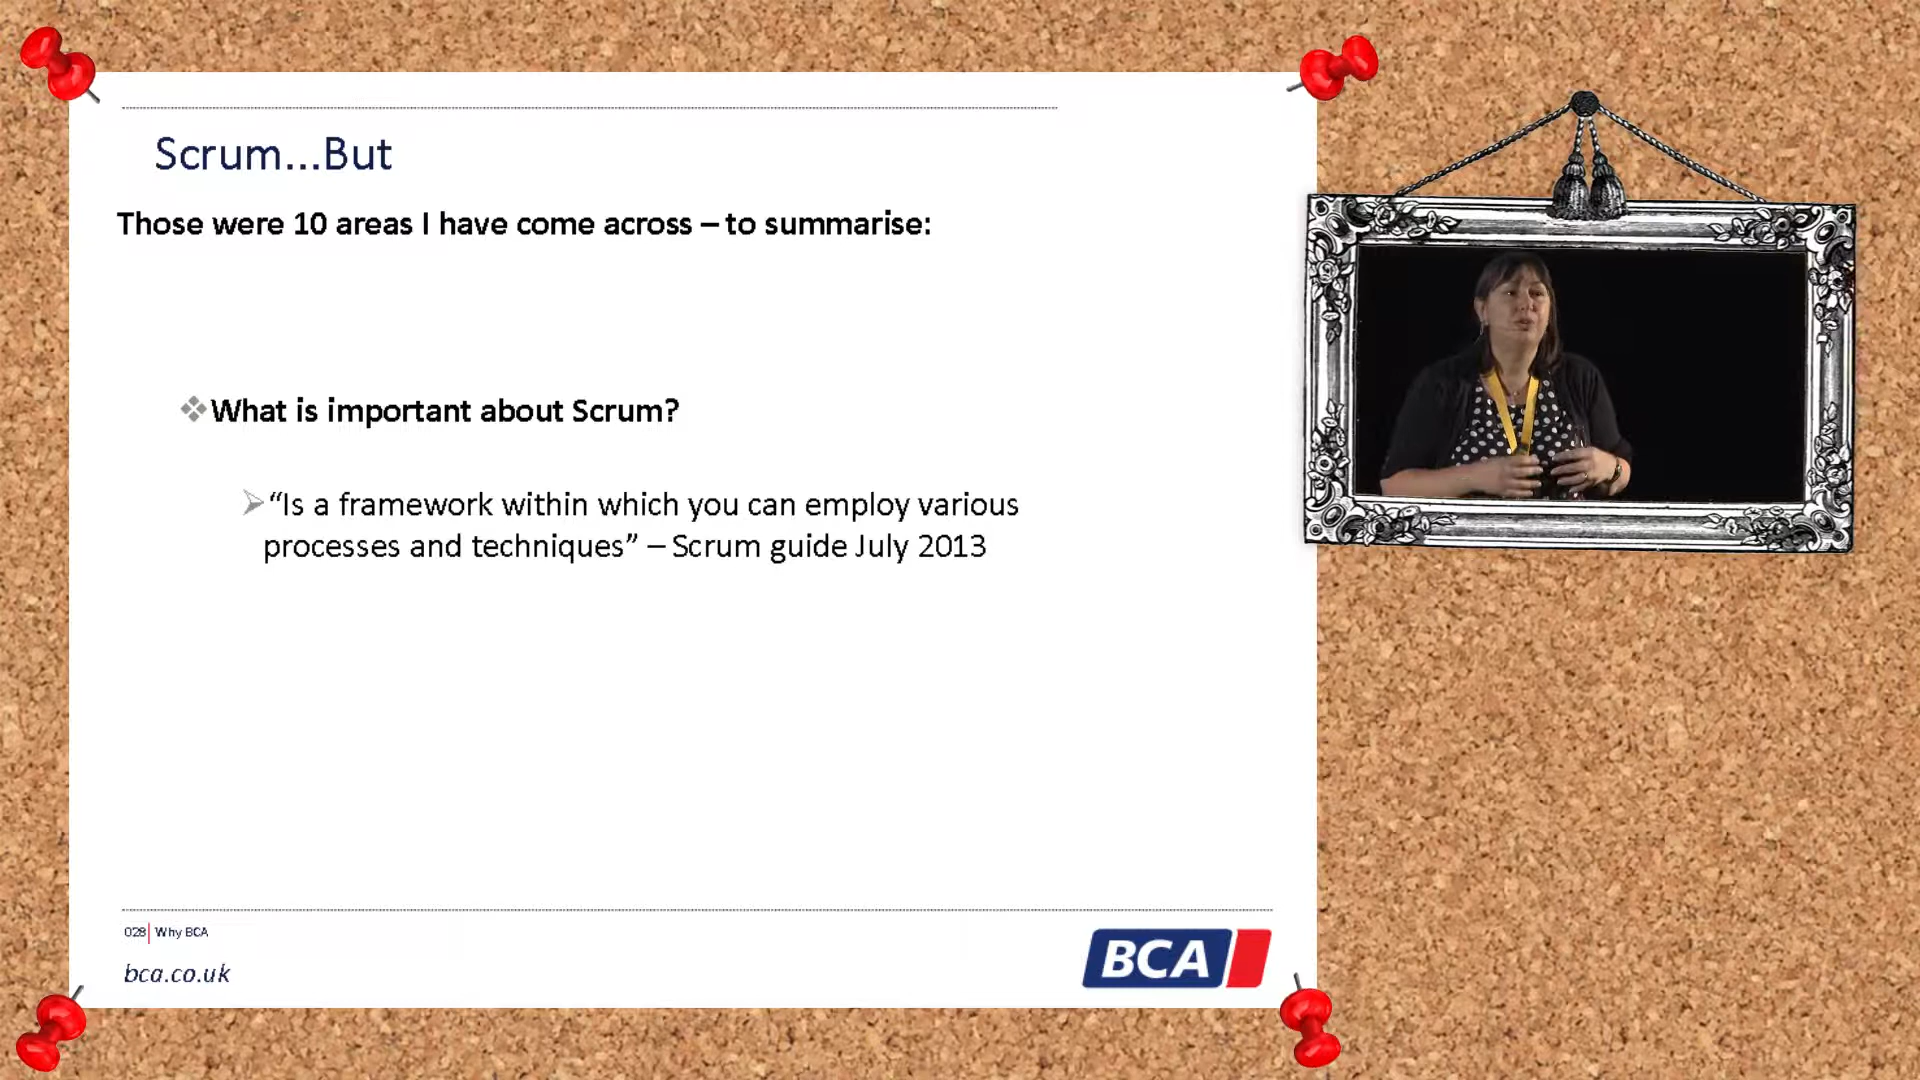 Scrum...But
Those were 10 areas I have come across – to summarise:
What is important about Scrum?
“Is a framework within which you can employ various
processes and techniques” – Scrum guide July 2013
028 Why BCA
bca.co.uk
BCA